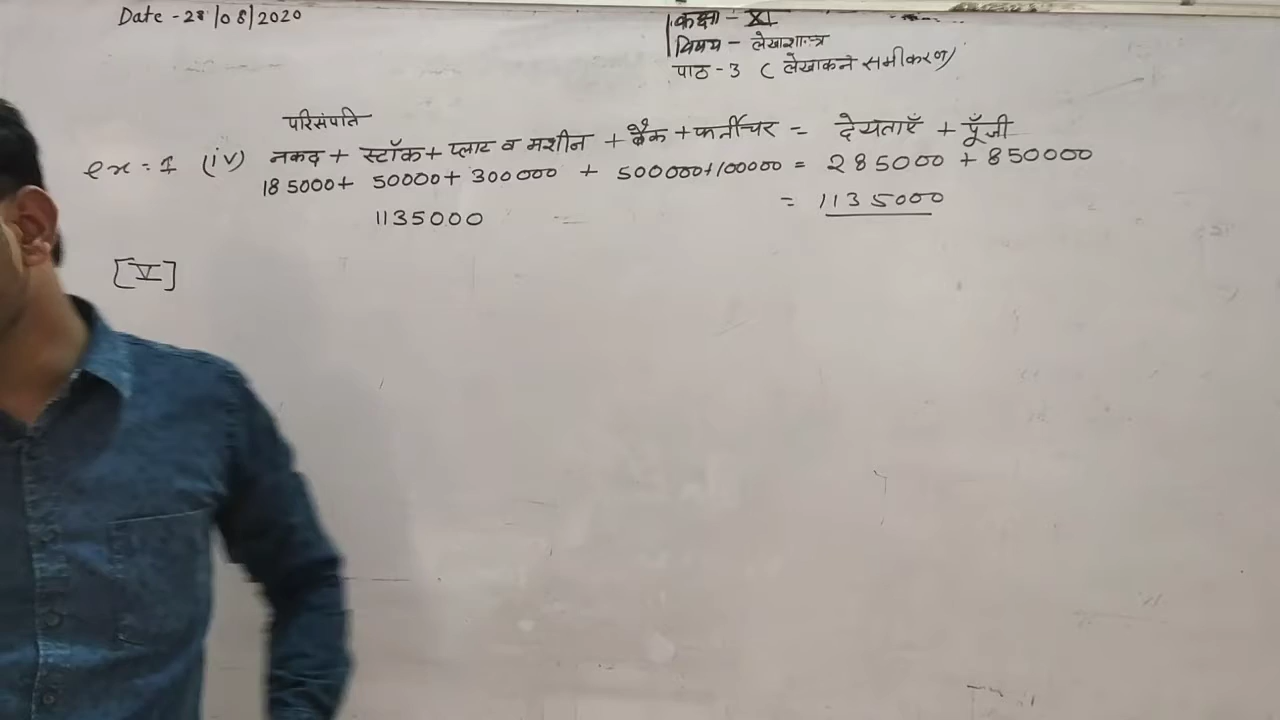 Date - 28/08/2020
कक्षा - XI
विषय - लेखाशास्त्र
पाठ - 3 ( लेखाकन समीकरण)
परिसंपति
ex = 1 (iv) नकद + स्टॉक + प्लाट व मशीन + बैंक + फर्नीचर = देयताएँ + पूँजी
185000 + 50000 + 300000 + 500000 + 100000 = 285000 + 850000
1135000 = 1135000
[V]